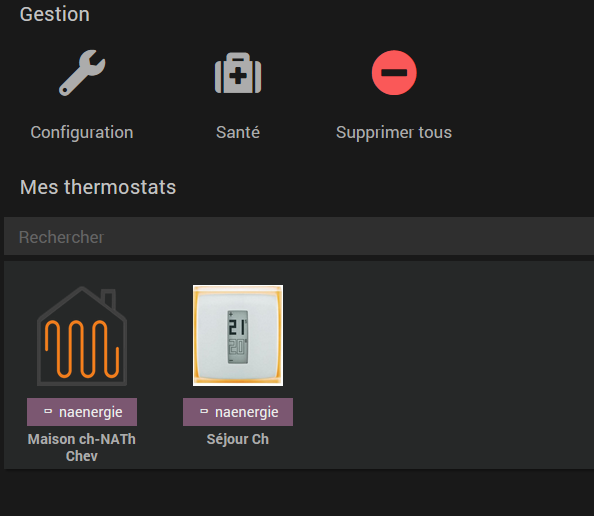 Gestion
Configuration
Santé
Supprimer tous
Mes thermostats
Rechercher
21°
20
naenergie
naenergie
Maison ch-NATh
Chev
Séjour Ch